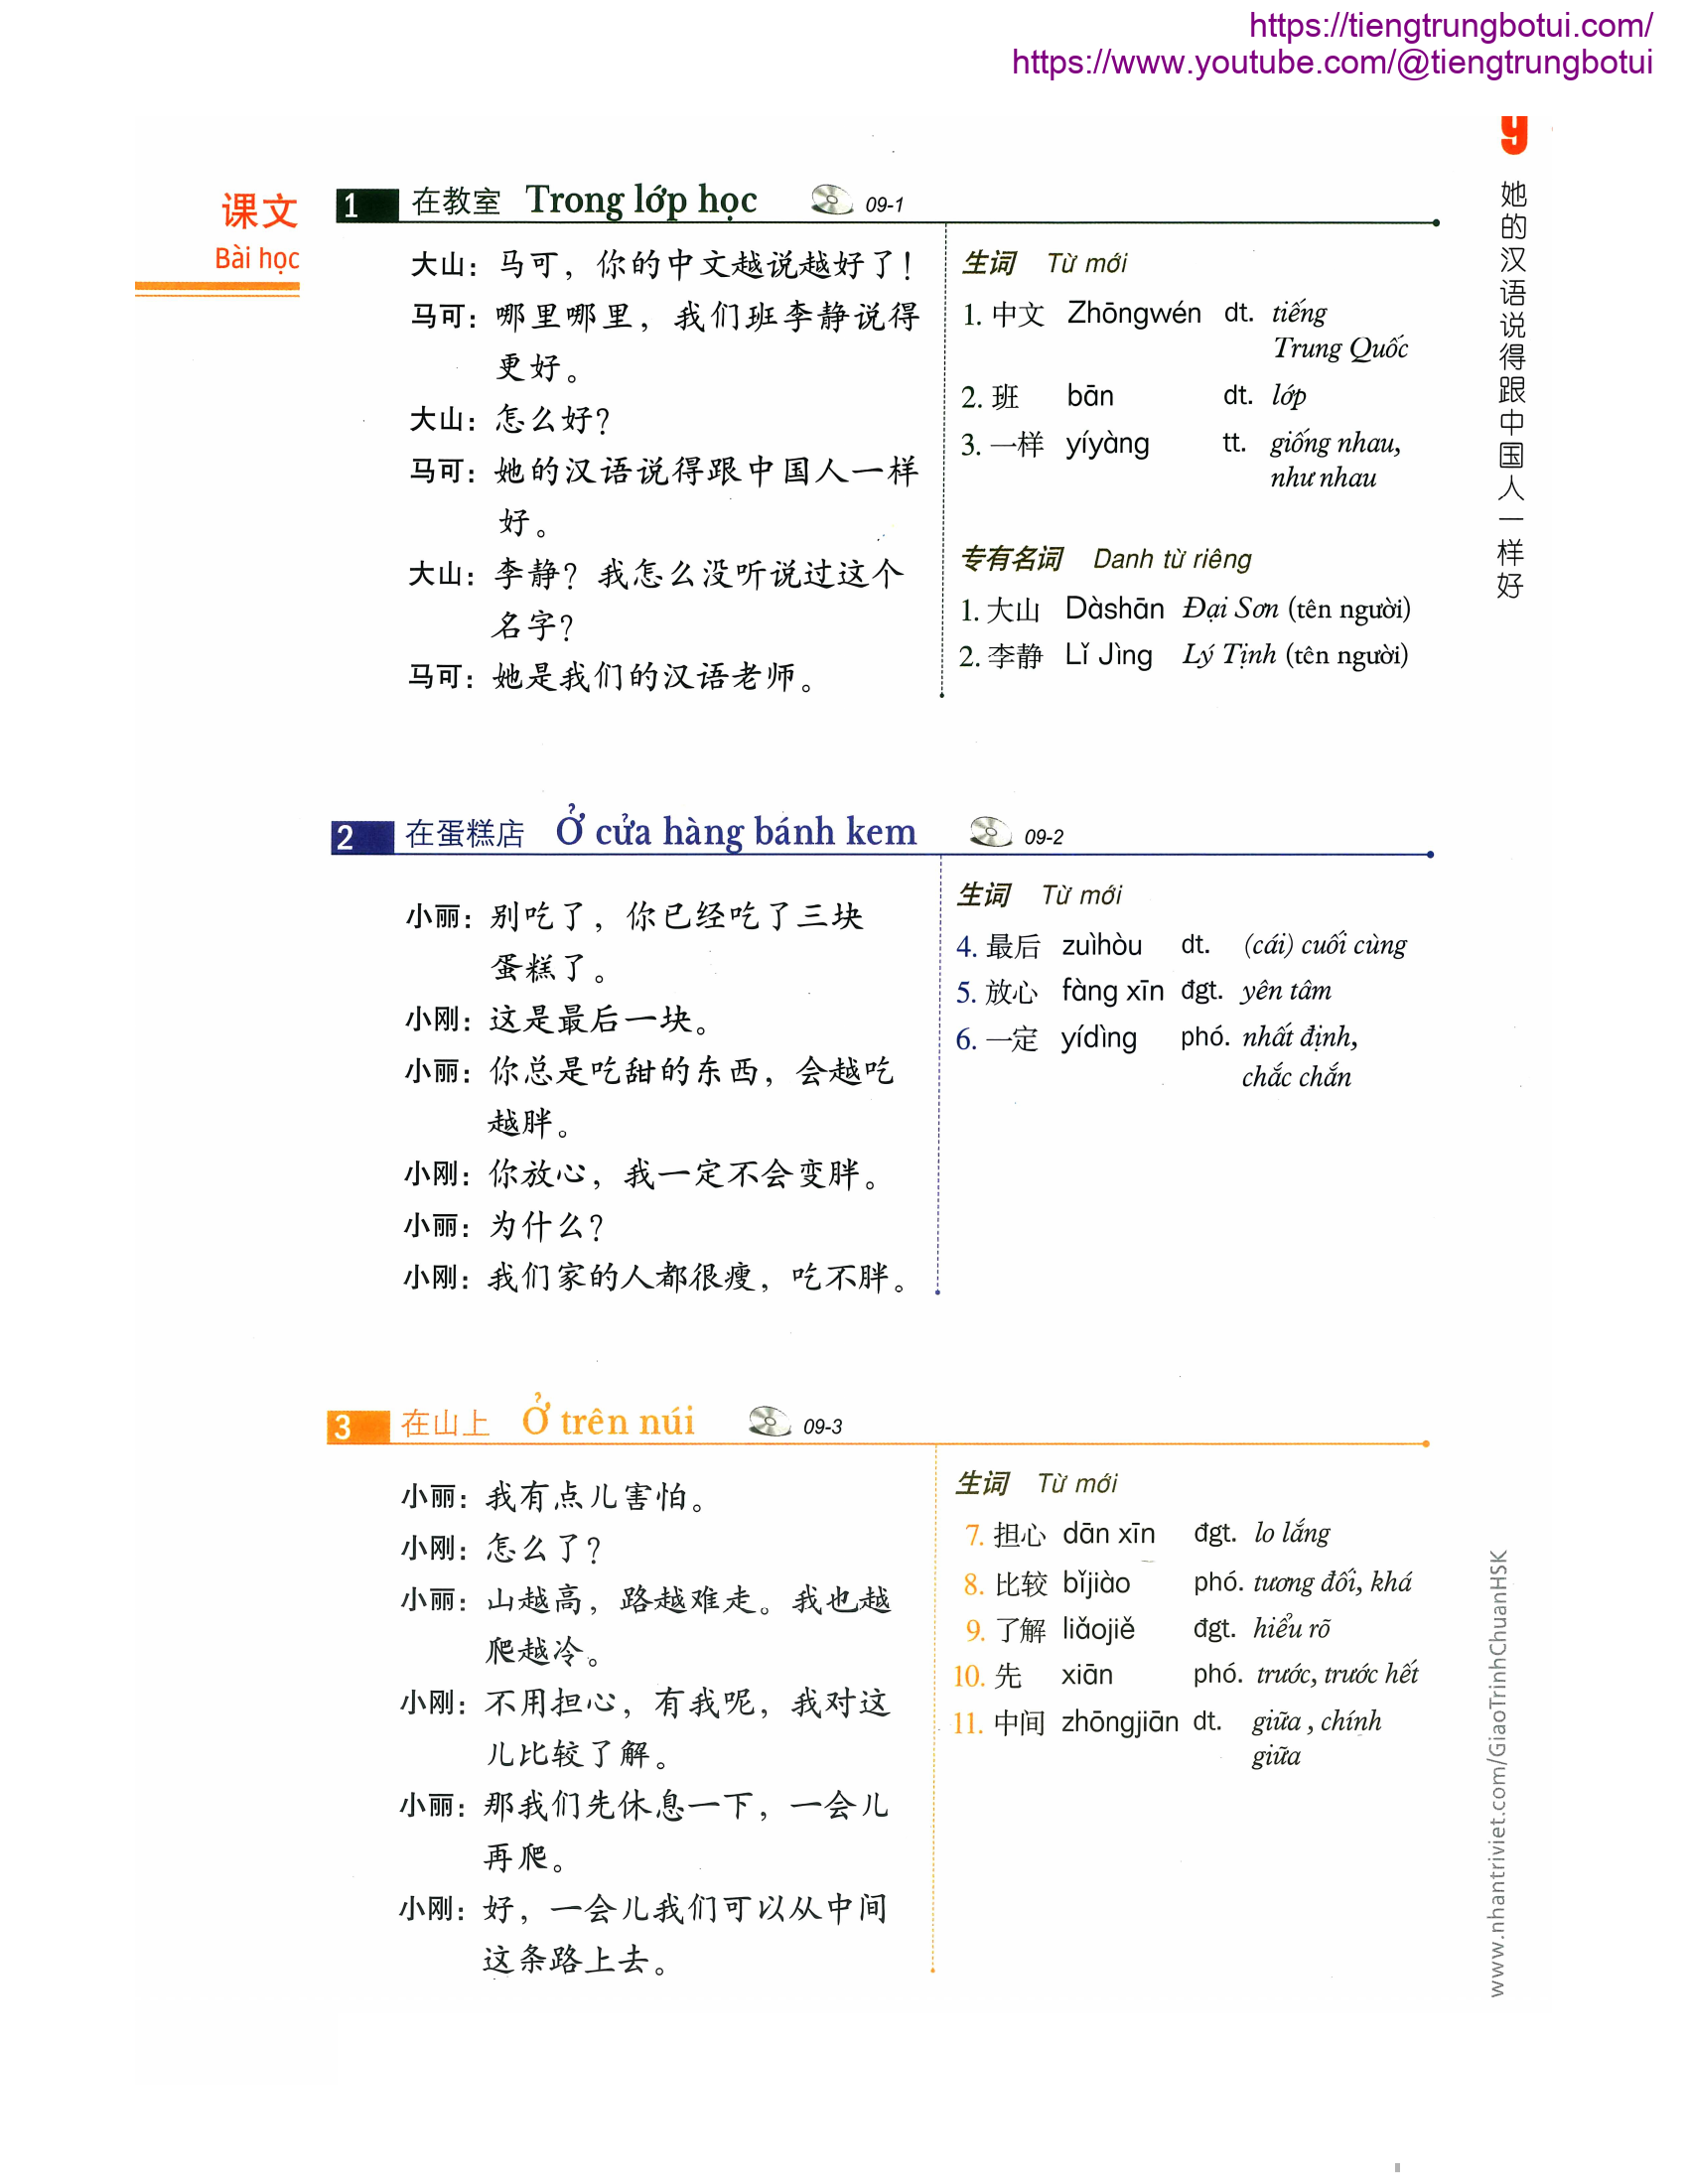 https://tiengtrungbotui.com/
https://www.youtube.com/@tiengtrungbotui
9
她的汉语说得跟中国人一样好
课文
Bài học
1 在教室 Trong lớp học 09-1
大山：马可，你的中文越说越好了！
马可：哪里哪里，我们班李静说得
更好。
大山：怎么好？
马可：她的汉语说得跟中国人一样
好。
大山：李静？我怎么没听说过这个
名字？
马可：她是我们的汉语老师。
生词 Từ mới
1. 中文 Zhōngwén dt. tiếng
Trung Quốc
2. 班 bān dt. lớp
3. 一样 yíyàng tt. giống nhau,
như nhau
专有名词 Danh từ riêng
1. 大山 Dàshān Đại Sơn (tên người)
2. 李静 Lǐ Jìng Lý Tịnh (tên người)
2 在蛋糕店 Ở cửa hàng bánh kem 09-2
小丽：别吃了，你已经吃了三块
蛋糕了。
小刚：这是最后一块。
小丽：你总是吃甜的东西，会越吃
越胖。
小刚：你放心，我一定不会变胖。
小丽：为什么？
小刚：我们家的人都很瘦，吃不胖。
生词 Từ mới
4. 最后 zuìhòu dt. (cái) cuối cùng
5. 放心 fàng xīn đgt. yên tâm
6. 一定 yídìng phó. nhất định,
chắc chắn
3 在山上 Ở trên núi 09-3
小丽：我有点儿害怕。
小刚：怎么了？
小丽：山越高，路越难走。我也越
爬越冷。
小刚：不用担心，有我呢，我对这
儿比较了解。
小丽：那我们先休息一下，一会儿
再爬。
小刚：好，一会儿我们可以从中间
这条路上去。
生词 Từ mới
7. 担心 dān xīn đgt. lo lắng
8. 比较 bǐjiào phó. tương đối, khá
9. 了解 liǎojiě đgt. hiểu rõ
10. 先 xiān phó. trước, trước hết
11. 中间 zhōngjiān dt. giữa , chính
giữa
www.nhantriviet.com/GiaoTrinhChuanHSK